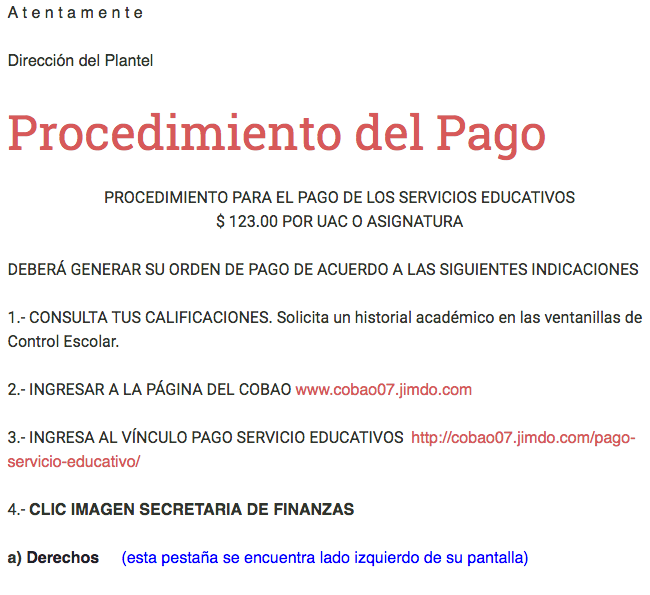 A t e n t a m e n t e
Dirección del Plantel
Procedimiento del Pago
PROCEDIMIENTO PARA EL PAGO DE LOS SERVICIOS EDUCATIVOS
$ 123.00 POR UAC O ASIGNATURA
DEBERÁ GENERAR SU ORDEN DE PAGO DE ACUERDO A LAS SIGUIENTES INDICACIONES
1.- CONSULTA TUS CALIFICACIONES. Solicita un historial académico en las ventanillas de
Control Escolar.
2.- INGRESAR A LA PÁGINA DEL COBAO www.cobao07.jimdo.com
3.- INGRESA AL VÍNCULO PAGO SERVICIO EDUCATIVOS http://cobao07.jimdo.com/pago-
servicio-educativo/
4.- CLIC IMAGEN SECRETARIA DE FINANZAS
a) Derechos (esta pestaña se encuentra lado izquierdo de su pantalla)